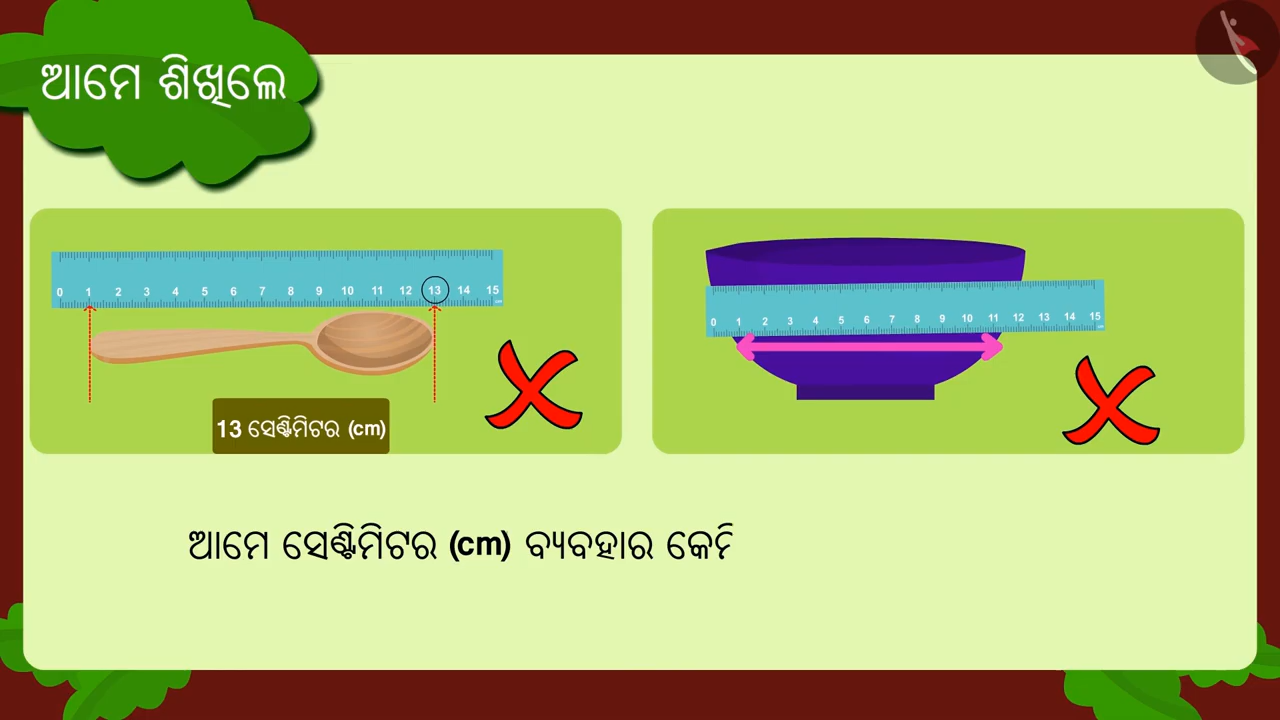 ଆମେ ଶିଖିଲେ
0 1 2 3 4 5 6 7 8 9 10 11 12 13 14 15
cm
0 1 2 3 4 5 6 7 8 9 10 11 12 13 14 15
cm
13 ସେଣ୍ଟିମିଟର (cm)
ଆମେ ସେଣ୍ଟିମିଟର (cm) ବ୍ୟବହାର କେମି